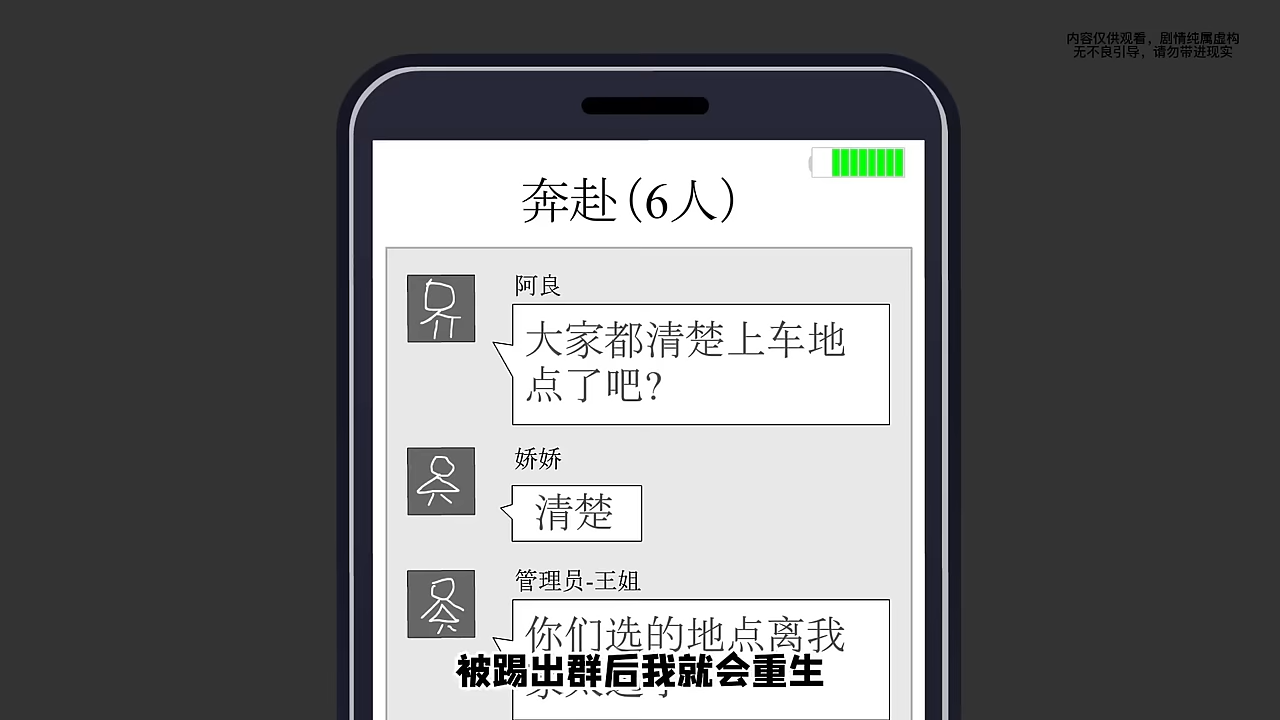 内容仅供观看，剧情纯属虚构
无不良引导，请勿带进现实
奔赴(6人)
阿良
大家都清楚上车地
点了吧?
娇娇
清楚
管理员-王姐
你们选的地点离我
被踢出群后我就会重生